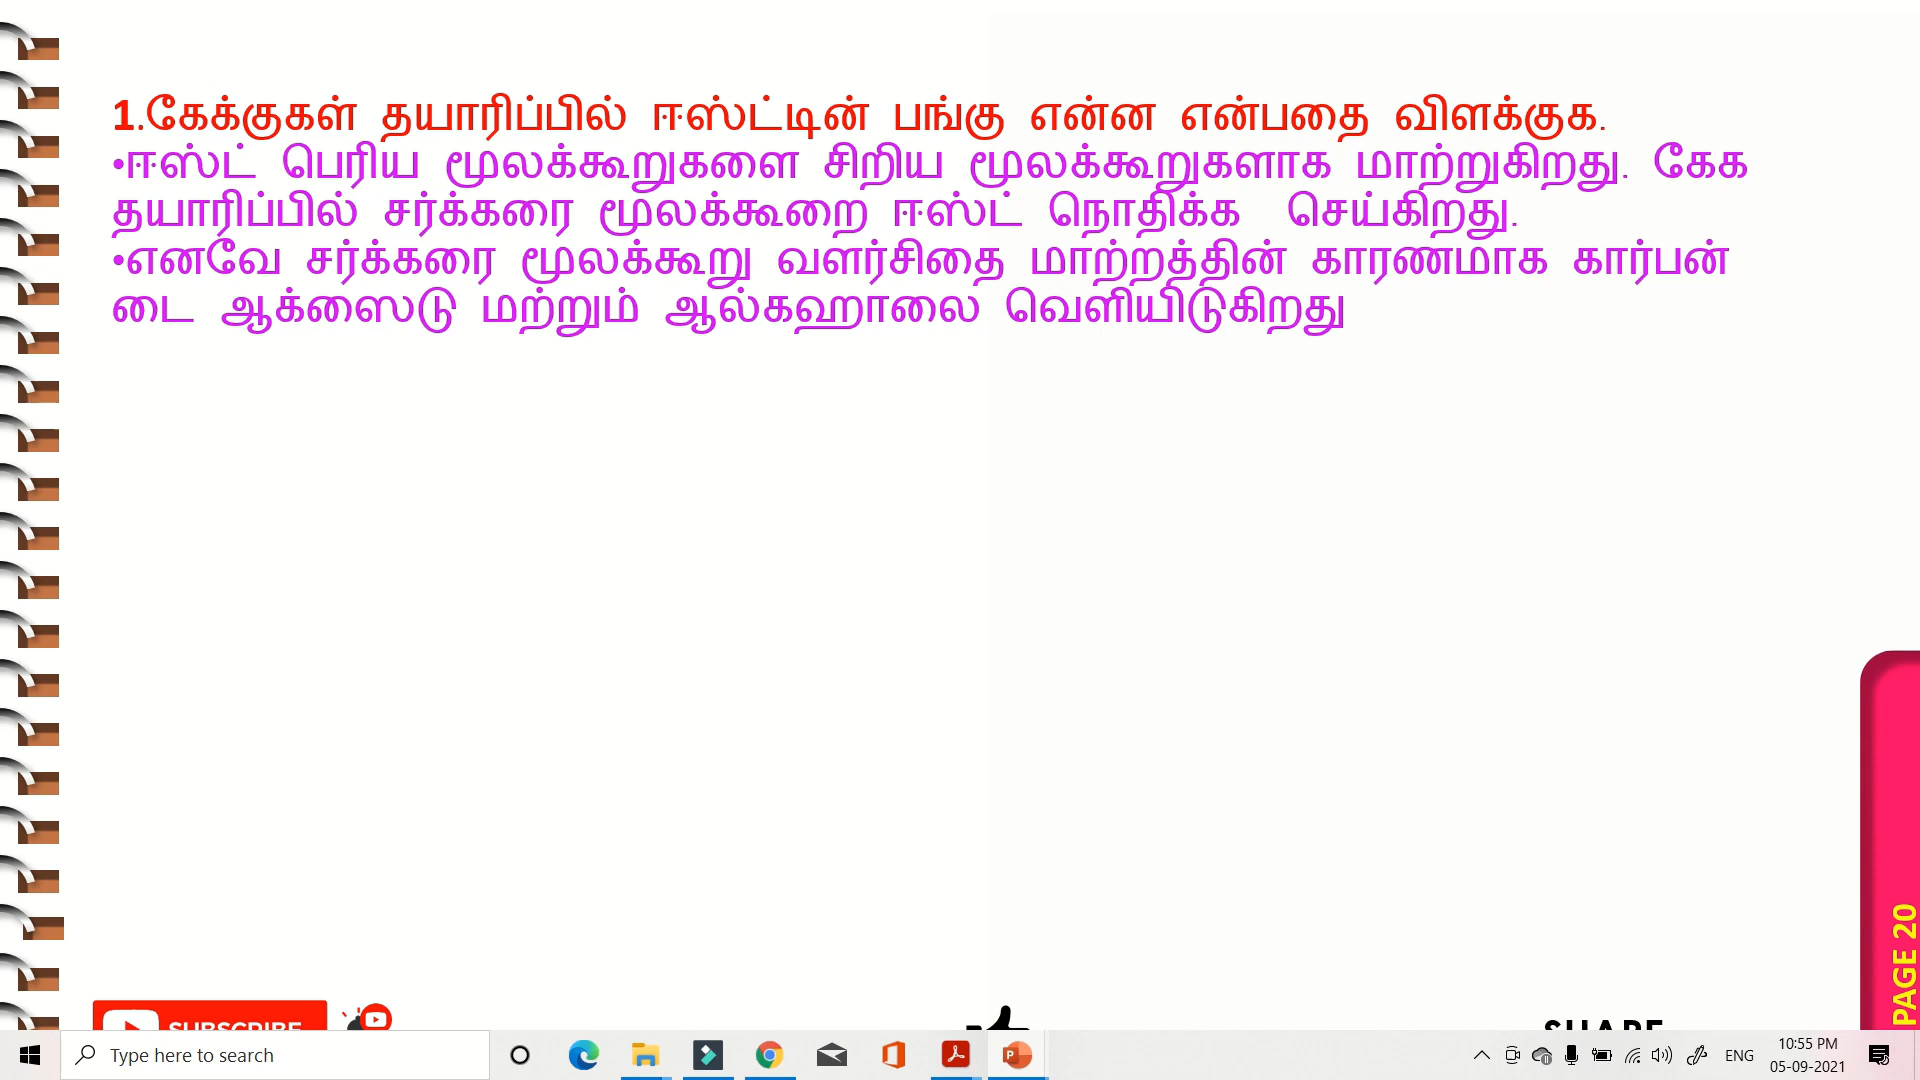 1.கேக்குகள் தயாரிப்பில் ஈஸ்ட்டின் பங்கு என்ன என்பதை விளக்குக.
•ஈஸ்ட் பெரிய மூலக்கூறுகளை சிறிய மூலக்கூறுகளாக மாற்றுகிறது. கேக
தயாரிப்பில் சர்க்கரை மூலக்கூறை ஈஸ்ட் நொதிக்க செய்கிறது.
•எனவே சர்க்கரை மூலக்கூறு வளர்சிதை மாற்றத்தின் காரணமாக கார்பன்
டை ஆக்ஸைடு மற்றும் ஆல்கஹாலை வெளியிடுகிறது
PAGE 20
SUBSCRIBE
SHARE
Type here to search
ENG
10:55 PM
05-09-2021